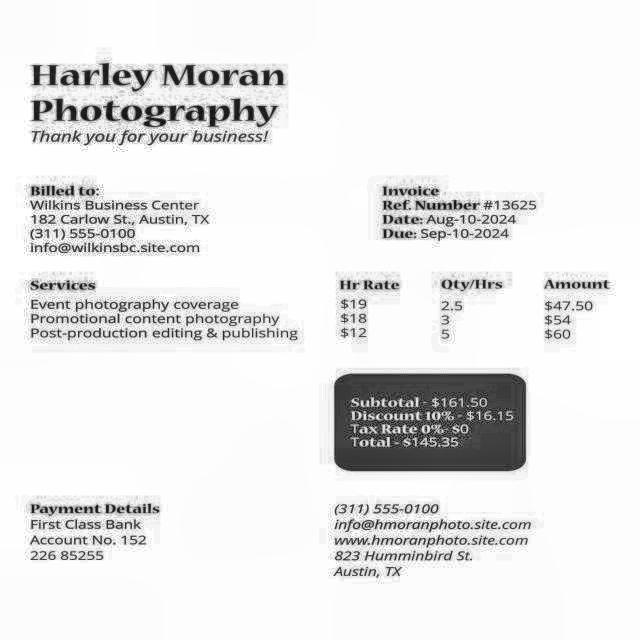 Harley Moran
Photography
Thank you for your business!
Billed to:
Wilkins Business Center
182 Carlow St., Austin, TX
(311) 555-0100
info@wilkinsbc.site.com
Invoice
Ref. Number #13625
Date: Aug-10-2024
Due: Sep-10-2024
Services Hr Rate Qty/Hrs Amount
Event photography coverage $19 2.5 $47.50
Promotional content photography $18 3 $54
Post-production editing & publishing $12 5 $60
Subtotal - $161.50
Discount 10% - $16.15
Tax Rate 0%- $0
Total - $145.35
Payment Details
First Class Bank
Account No. 152
226 85255
(311) 555-0100
info@hmoranphoto.site.com
www.hmoranphoto.site.com
823 Humminbird St.
Austin, TX